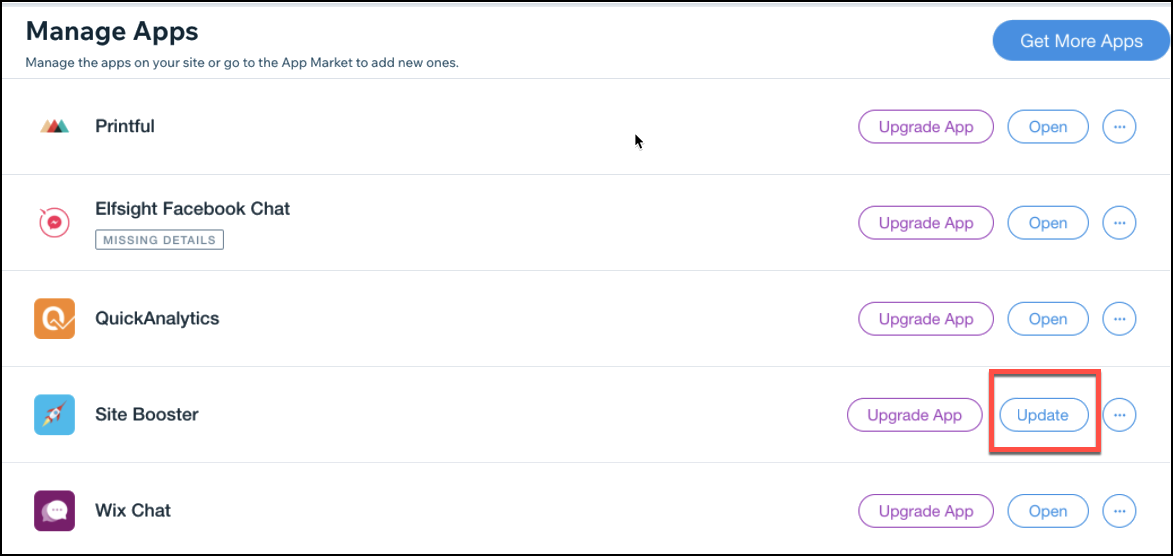 Manage Apps
Get More Apps
Manage the apps on your site or go to the App Market to add new ones.
Printful
Upgrade App
Open
Elfsight Facebook Chat
MISSING DETAILS
Upgrade App
Open
QuickAnalytics
Upgrade App
Open
Site Booster
Upgrade App
Update
Wix Chat
Upgrade App
Open